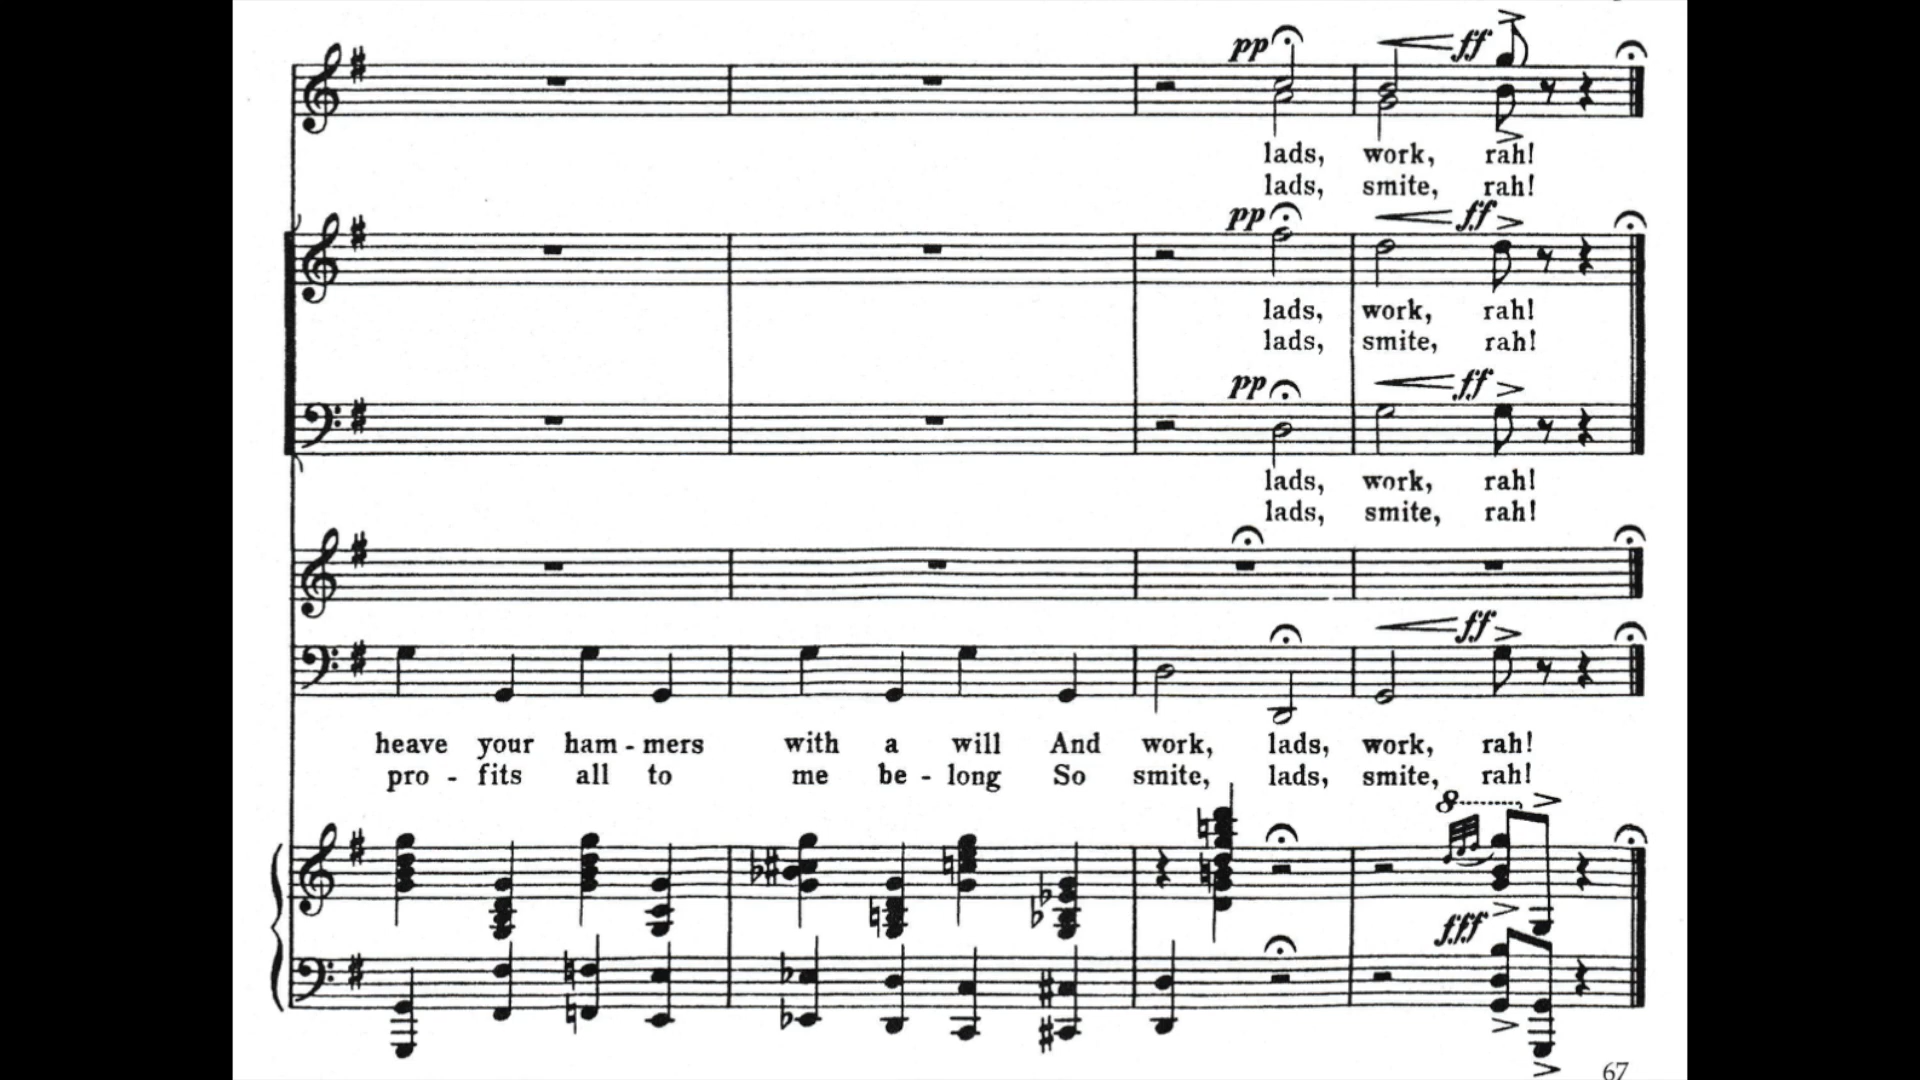 pp ff
lads, work, rah!
lads, smite, rah!
pp ff
lads, work, rah!
lads, smite, rah!
pp ff
lads, work, rah!
lads, smite, rah!
ff
heave your ham - mers with a will And work, lads, work, rah!
pro - fits all to me be - long So smite, lads, smite, rah!
8
fff
67